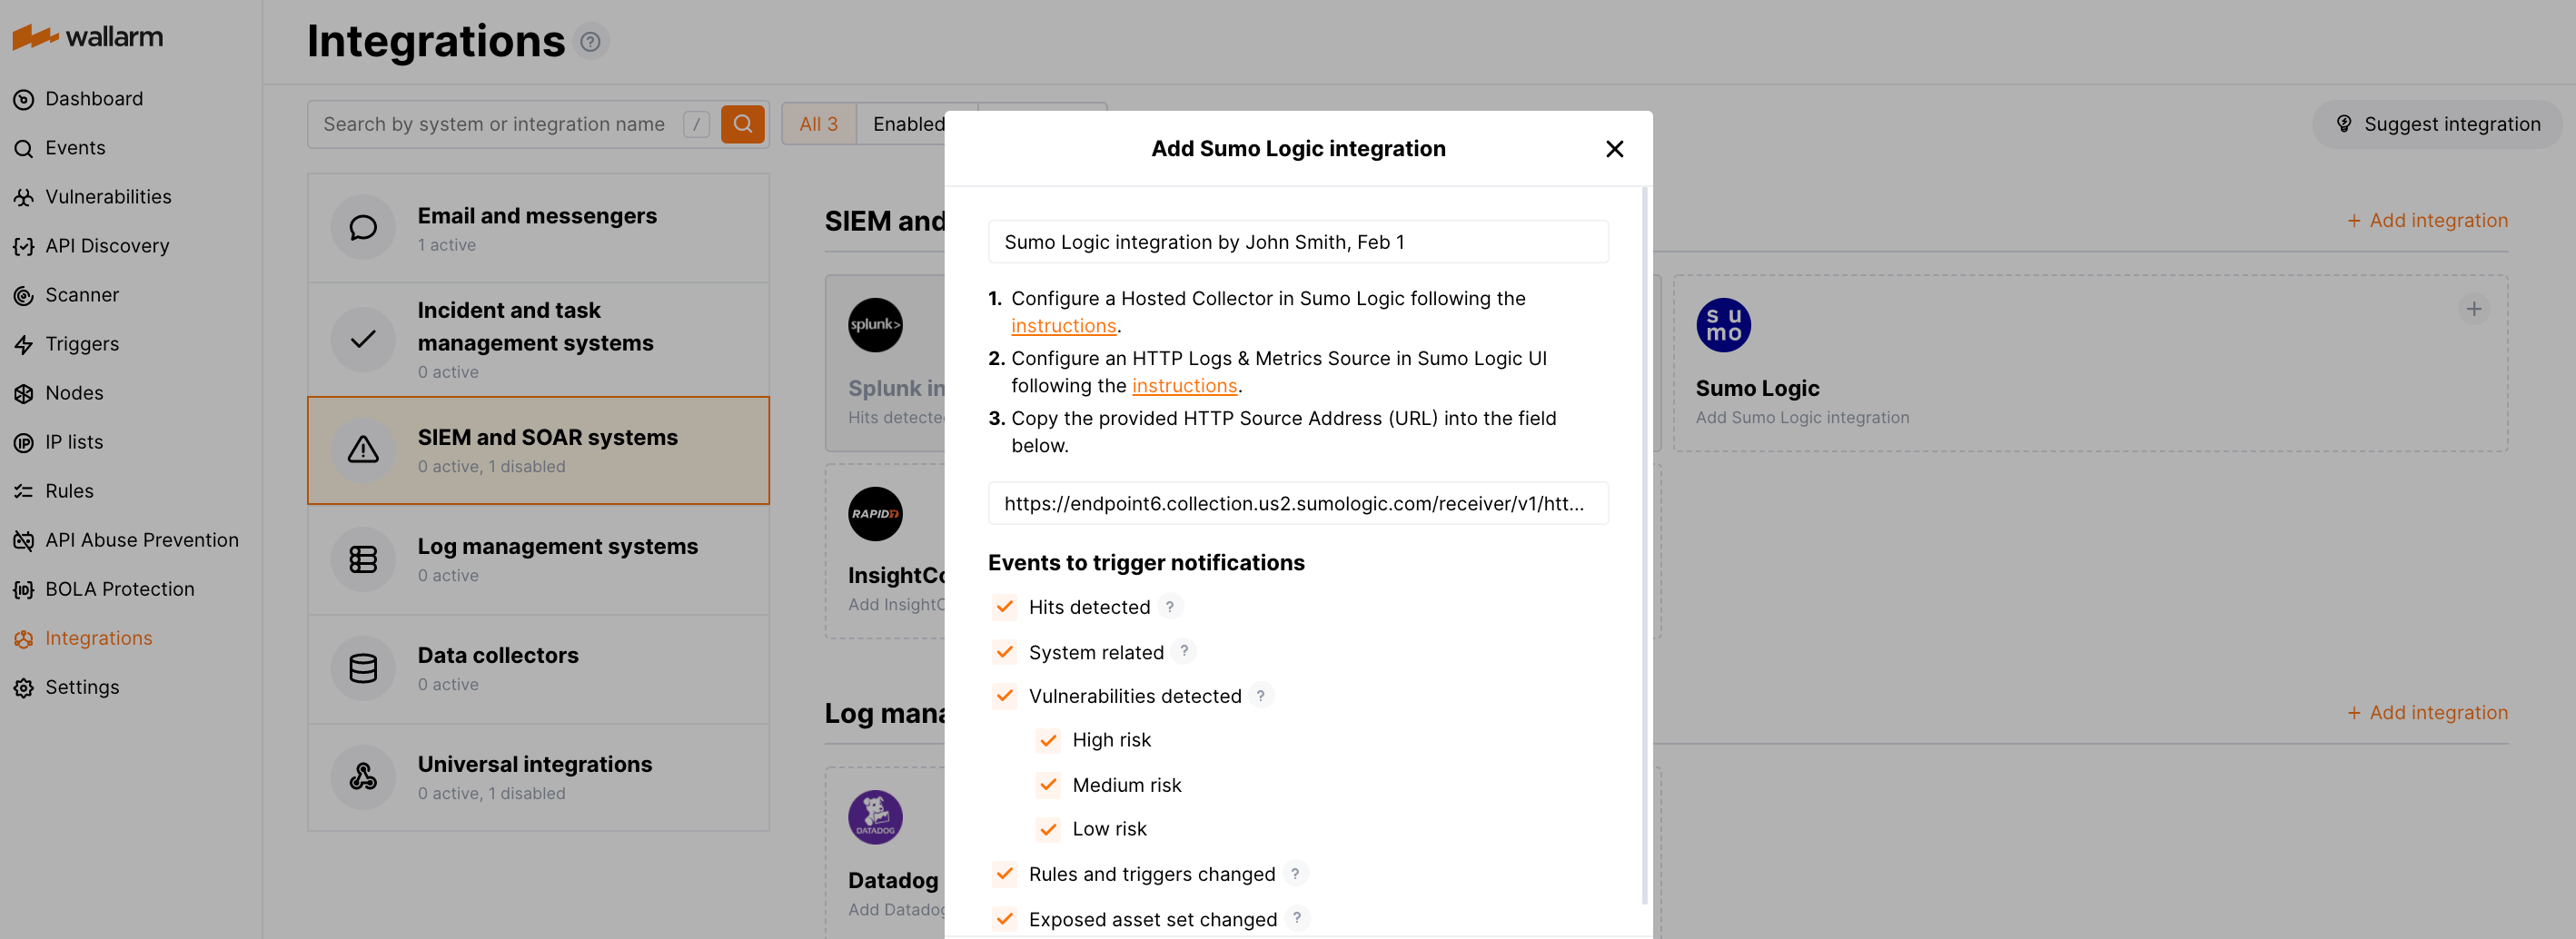 wallarm
Dashboard
Events
Vulnerabilities
API Discovery
Scanner
Triggers
Nodes
IP lists
Rules
API Abuse Prevention
BOLA Protection
Integrations
Settings
Integrations ?
Search by system or integration name /
All 3
Enabled
Suggest integration
Email and messengers
1 active
Incident and task
management systems
0 active
SIEM and SOAR systems
0 active, 1 disabled
Log management systems
0 active
Data collectors
0 active
Universal integrations
0 active, 1 disabled
SIEM and
+ Add integration
splunk>
Splunk in
Hits detecte
RAPID7
InsightCo
Add InsightC
sumo
Sumo Logic
Add Sumo Logic integration
Log mana
+ Add integration
DATADOG
Datadog
Add Datadog
Add Sumo Logic integration
Sumo Logic integration by John Smith, Feb 1
1. Configure a Hosted Collector in Sumo Logic following the
instructions.
2. Configure an HTTP Logs & Metrics Source in Sumo Logic UI
following the instructions.
3. Copy the provided HTTP Source Address (URL) into the field
below.
https://endpoint6.collection.us2.sumologic.com/receiver/v1/htt...
Events to trigger notifications
Hits detected ?
System related ?
Vulnerabilities detected ?
High risk
Medium risk
Low risk
Rules and triggers changed ?
Exposed asset set changed ?